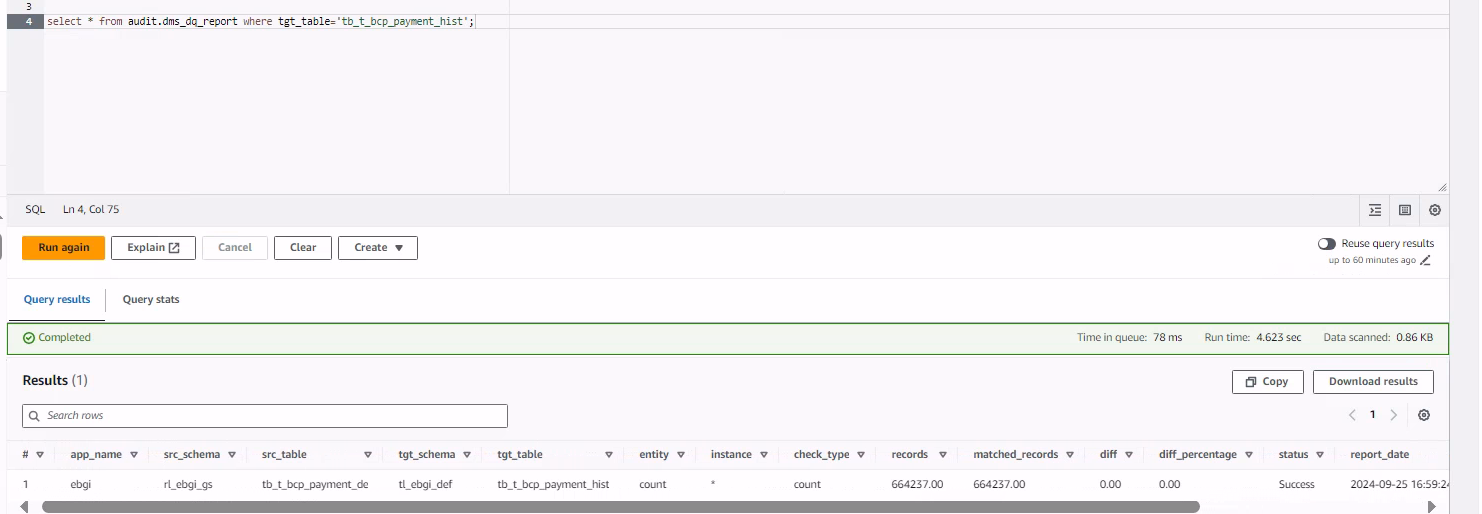 3
4 select * from audit.dms_dq_report where tgt_table='tb_t_bcp_payment_hist';
SQL Ln 4, Col 75
Run again Explain Cancel Clear Create
Reuse query results
up to 60 minutes ago
Query results Query stats
Completed Time in queue: 78 ms Run time: 4.623 sec Data scanned: 0.86 KB
Results (1) Copy Download results
Search rows 1
# app_name src_schema src_table tgt_schema tgt_table entity instance check_type records matched_records diff diff_percentage status report_date
1 ebgi rl_ebgi_gs tb_t_bcp_payment_de tl_ebgi_def tb_t_bcp_payment_hist count * count 664237.00 664237.00 0.00 0.00 Success 2024-09-25 16:59:24